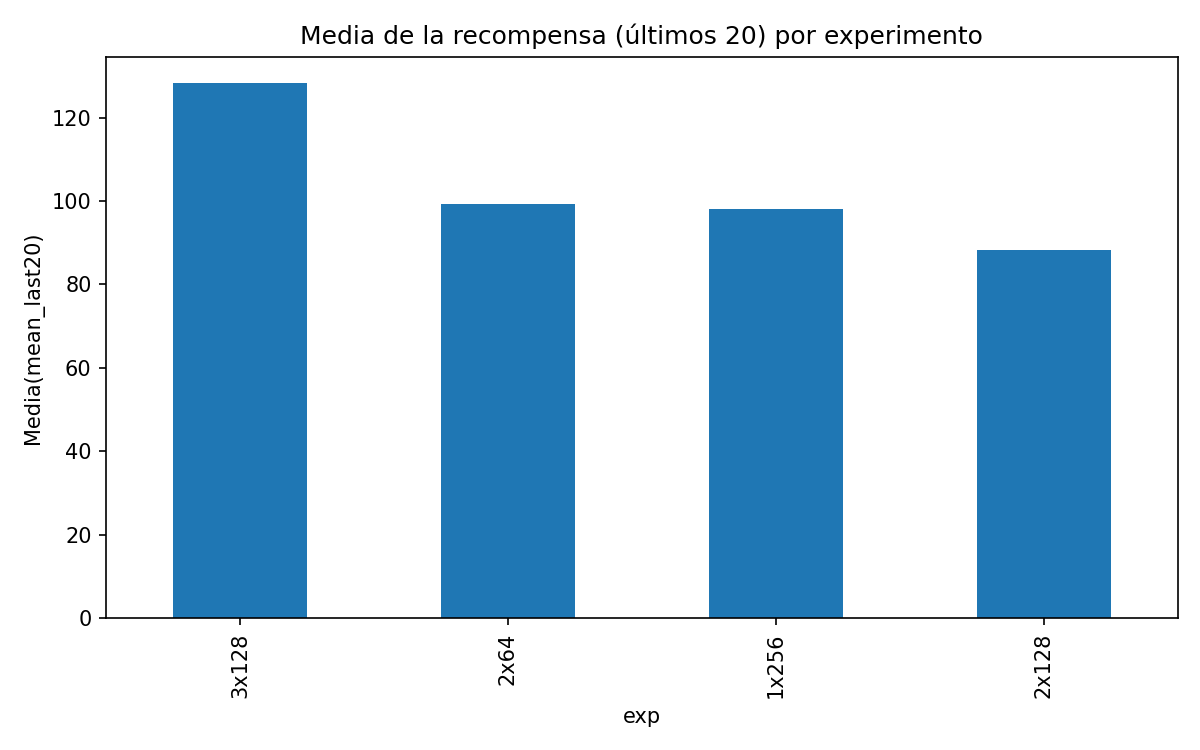 Media de la recompensa (últimos 20) por experimento
Media(mean_last20)
120
100
80
60
40
20
0
3x128
2x64
1x256
2x128
exp